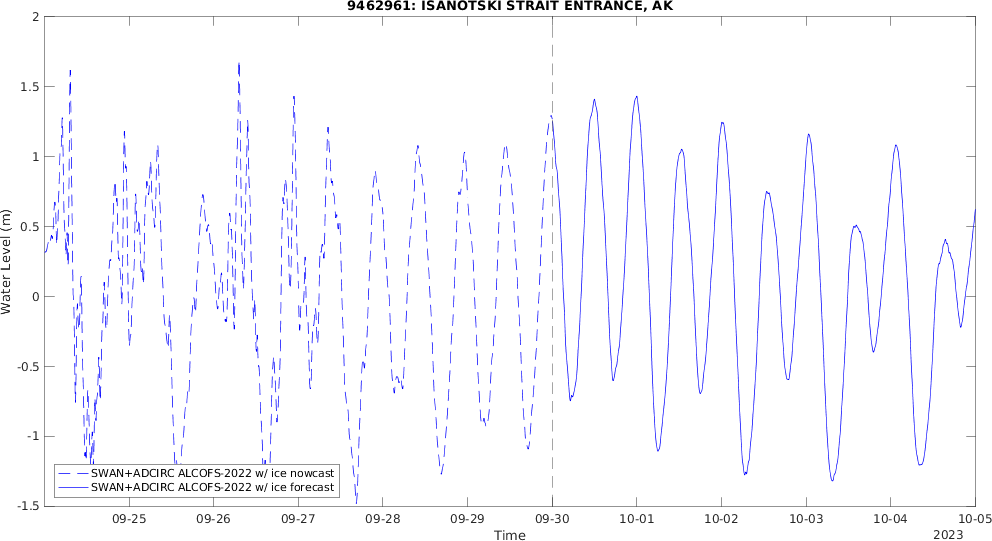 9462961: ISANOTSKI STRAIT ENTRANCE, AK
2
1.5
1
0.5
0
-0.5
-1
-1.5
Water Level (m)
SWAN+ADCIRC ALCOFS-2022 w/ ice nowcast
SWAN+ADCIRC ALCOFS-2022 w/ ice forecast
09-25 09-26 09-27 09-28 09-29 09-30 10-01 10-02 10-03 10-04 10-05
Time
2023